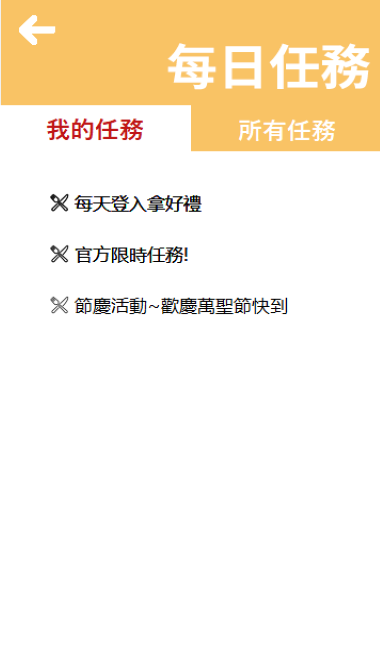 每日任務
我的任務
所有任務
每天登入拿好禮
官方限時任務!
節慶活動~歡慶萬聖節快到